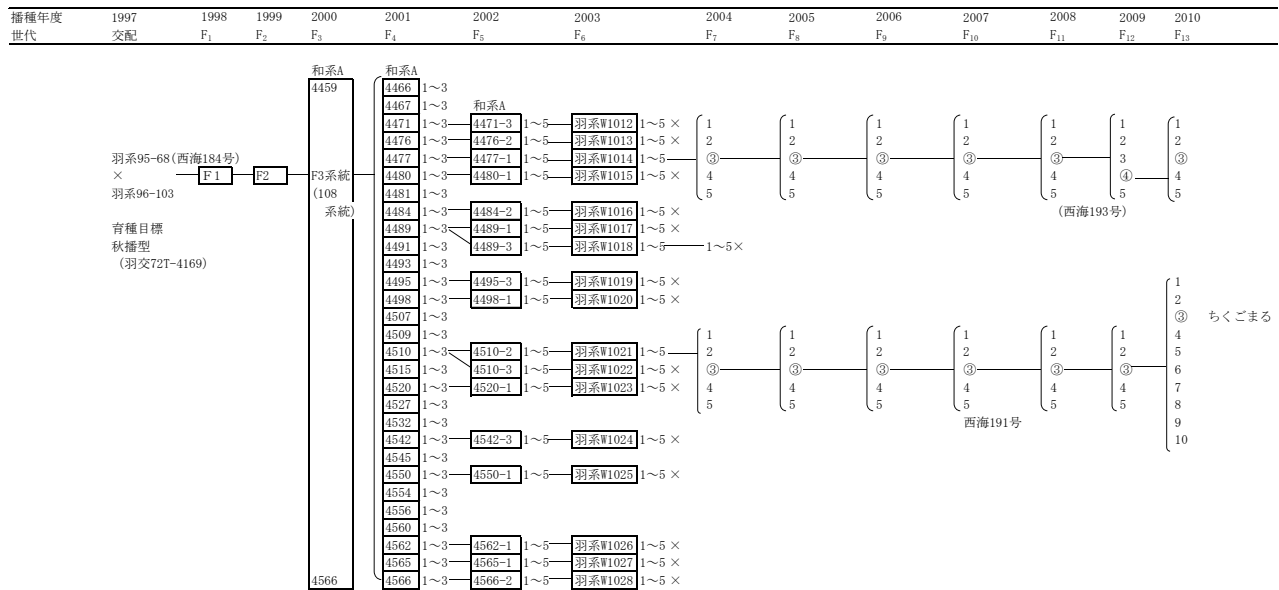 播種年度 1997 1998 1999 2000 2001 2002 2003 2004 2005 2006 2007 2008 2009 2010
世代 交配 F₁ F₂ F₃ F₄ F₅ F₆ F₇ F₈ F₉ F₁₀ F₁₁ F₁₂ F₁₃
和系A 和系A
4459 4466 1～3
4467 1～3 和系A
4471 1～3 4471-3 1～5 羽系W1012 1～5 × 1 1 1 1 1 1 1
4476 1～3 4476-2 1～5 羽系W1013 1～5 × 2 2 2 2 2 2 2
羽系95-68(西海184号) 4477 1～3 4477-1 1～5 羽系W1014 1～5 ③ ③ ③ ③ ③ 3 ③
× F1 F2 F3系統 4480 1～3 4480-1 1～5 羽系W1015 1～5 × 4 4 4 4 4 ④ 4
羽系96-103 (108 4481 1～3 5 5 5 5 5 5 5
系統) 4484 1～3 4484-2 1～5 羽系W1016 1～5 × (西海193号)
育種目標 4489 1～3 4489-1 1～5 羽系W1017 1～5 ×
秋播型 4491 1～3 4489-3 1～5 羽系W1018 1～5 1～5×
(羽交72T-4169) 4493 1～3
4495 1～3 4495-3 1～5 羽系W1019 1～5 × 1
4498 1～3 4498-1 1～5 羽系W1020 1～5 × 2
4507 1～3 ③ ちくごまる
4509 1～3 1 1 1 1 1 1 4
4510 1～3 4510-2 1～5 羽系W1021 1～5 2 2 2 2 2 2 5
4515 1～3 4510-3 1～5 羽系W1022 1～5 × ③ ③ ③ ③ ③ ③ 6
4520 1～3 4520-1 1～5 羽系W1023 1～5 × 4 4 4 4 4 4 7
4527 1～3 5 5 5 5 5 5 8
4532 1～3 西海191号 9
4542 1～3 4542-3 1～5 羽系W1024 1～5 × 10
4545 1～3
4550 1～3 4550-1 1～5 羽系W1025 1～5 ×
4554 1～3
4556 1～3
4560 1～3
4562 1～3 4562-1 1～5 羽系W1026 1～5 ×
4565 1～3 4565-1 1～5 羽系W1027 1～5 ×
4566 4566 1～3 4566-2 1～5 羽系W1028 1～5 ×